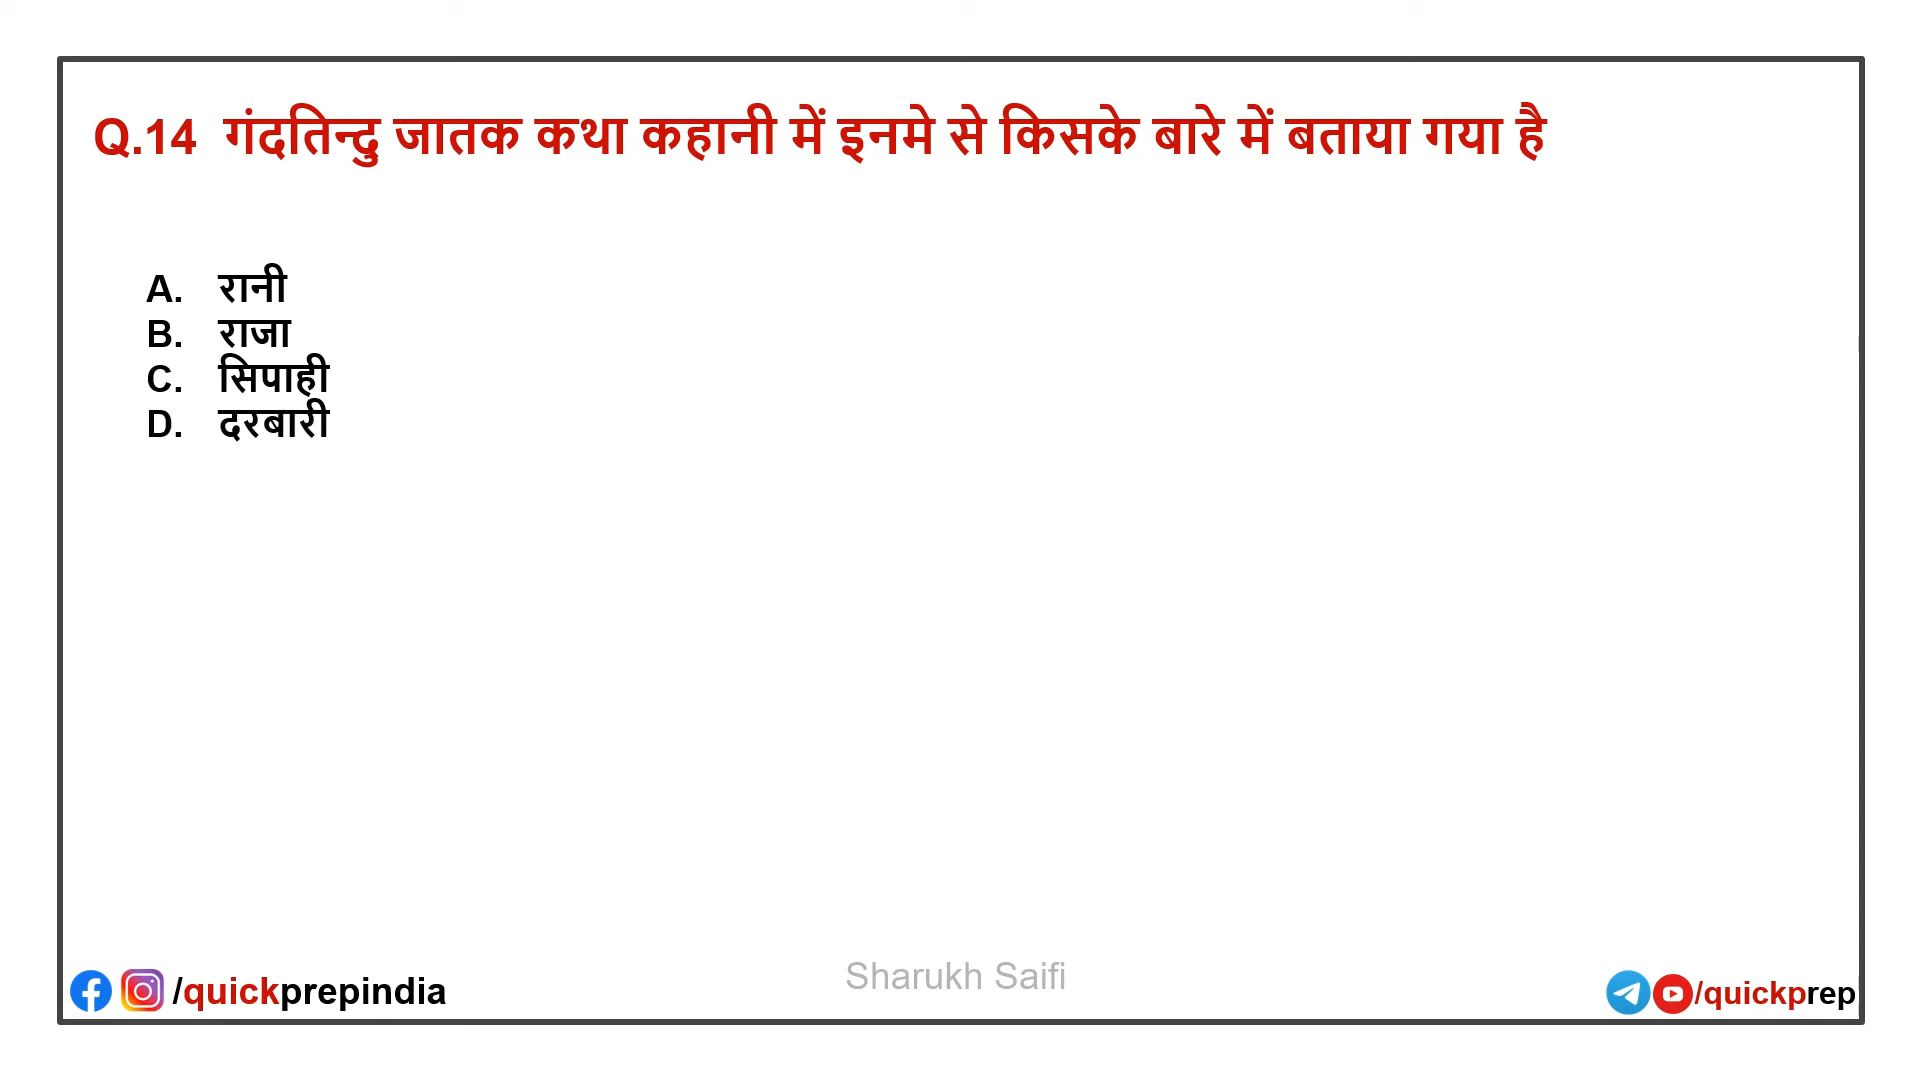 Q.14 गंदतिन्दु जातक कथा कहानी में इनमे से किसके बारे में बताया गया है
A. रानी
B. राजा
C. सिपाही
D. दरबारी
/quickprepindia
Sharukh Saifi
/quickprep